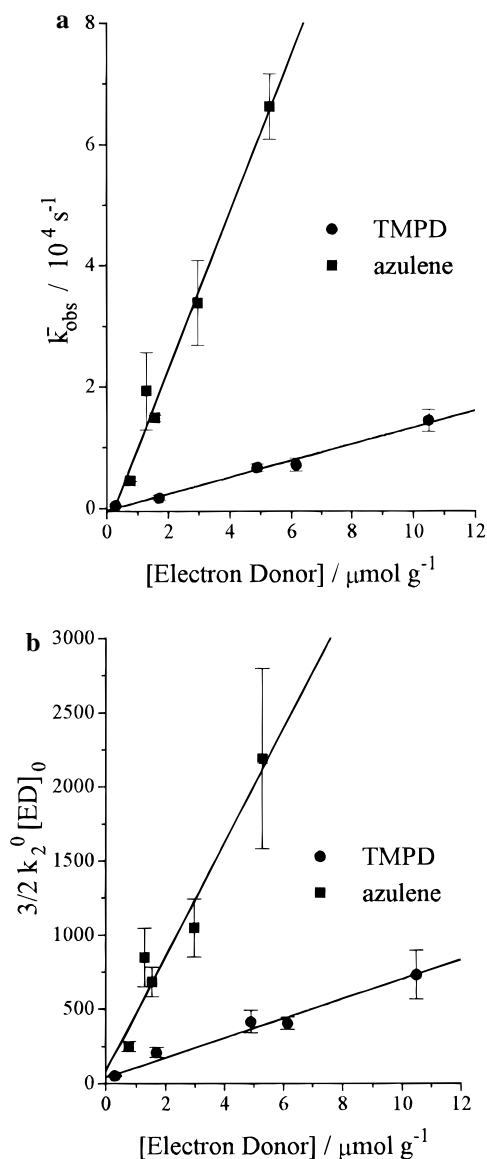 a
8
6
4
2
0
k̄obs / 10⁴ s⁻¹
TMPD
azulene
0 2 4 6 8 10 12
[Electron Donor] / μmol g⁻¹
b
3000
2500
2000
1500
1000
500
0
3/2 k₂⁰ [ED]₀
TMPD
azulene
0 2 4 6 8 10 12
[Electron Donor] / μmol g⁻¹